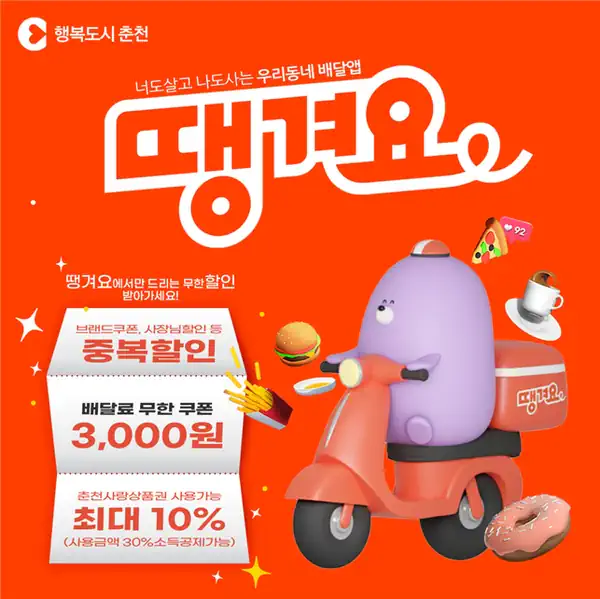 행복도시 춘천
너도살고 나도사는 우리동네 배달앱
땡겨요
92
땡겨요에서만 드리는 무한할인
받아가세요!
브랜드쿠폰, 사장님할인 등
중복할인
배달료 무한 쿠폰
3,000원
땡겨요
춘천사랑상품권 사용가능
최대 10%
(사용금액 30%소득공제가능)